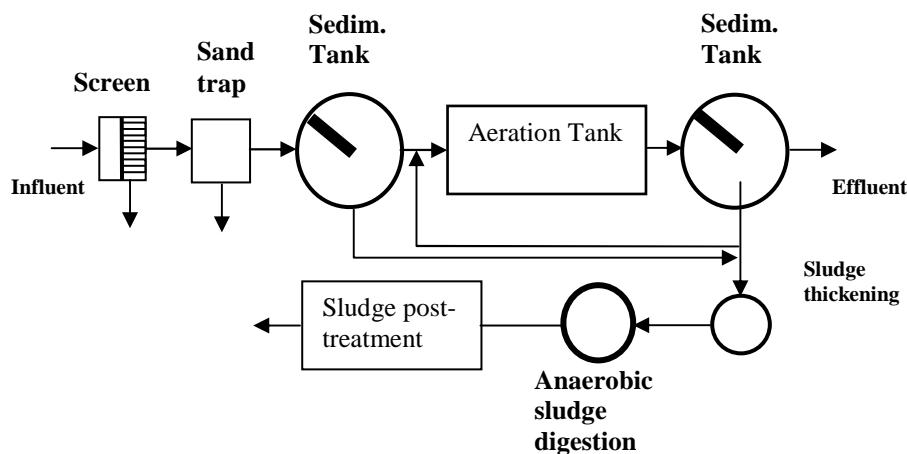 Sedim.
Tank
Sedim.
Tank
Sand
trap
Screen
Aeration Tank
Influent
Effluent
Sludge
thickening
Sludge post-
treatment
Anaerobic
sludge
digestion